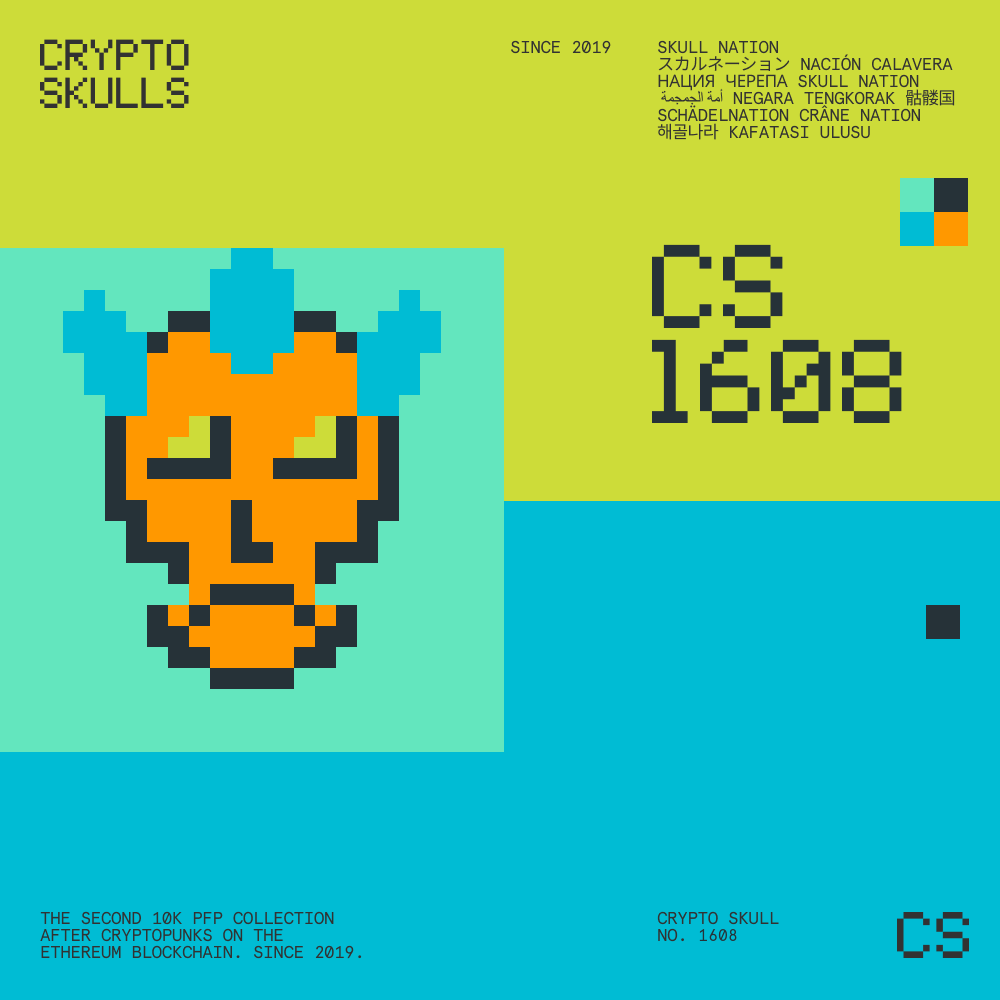 CRYPTO
SKULLS
SINCE 2019
SKULL NATION
スカルネーション NACIÓN CALAVERA
НАЦИЯ ЧЕРЕПА SKULL NATION
أمة الجمجمة NEGARA TENGKORAK 骷髅国
SCHÄDELNATION CRÂNE NATION
해골나라 KAFATASI ULUSU
CS
1608
THE SECOND 10K PFP COLLECTION
AFTER CRYPTOPUNKS ON THE
ETHEREUM BLOCKCHAIN. SINCE 2019.
CRYPTO SKULL
NO. 1608
CS